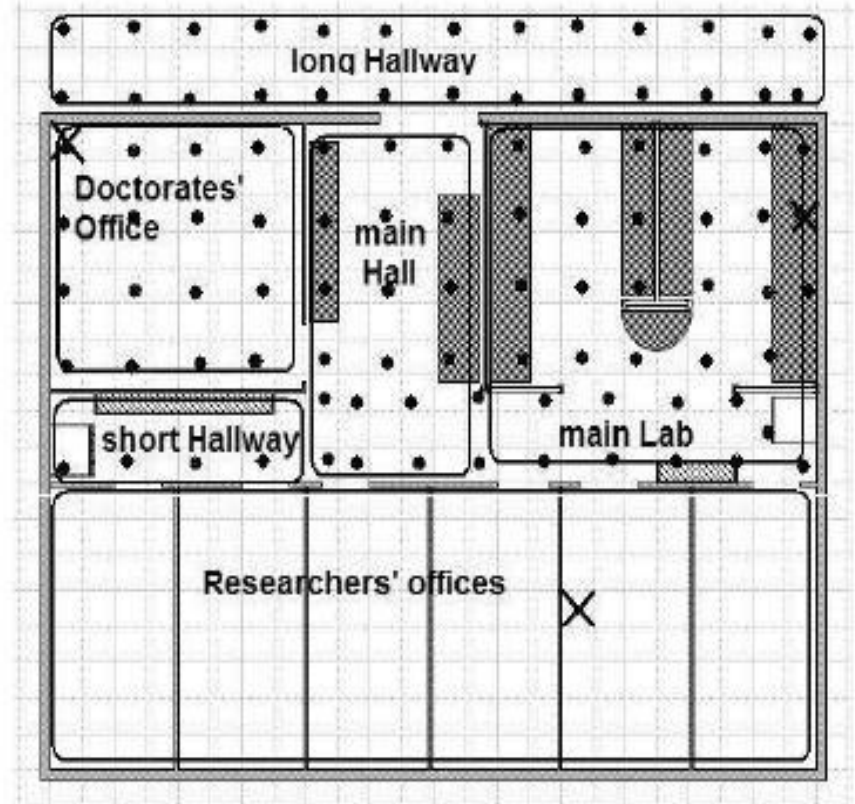 long Hallway
Doctorates'
Office
main
Hall
short Hallway
main Lab
Researchers' offices